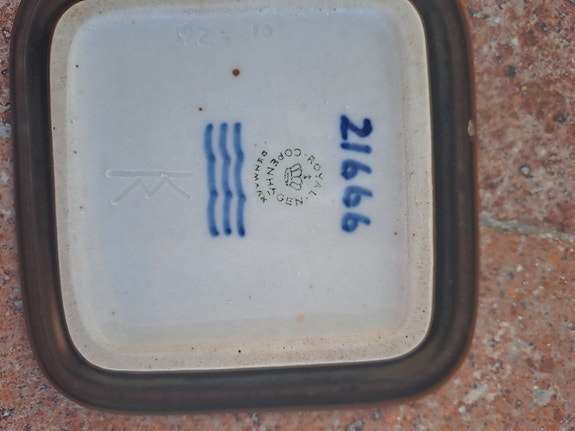 21666
ROYAL
COPENHAGEN
DENMARK